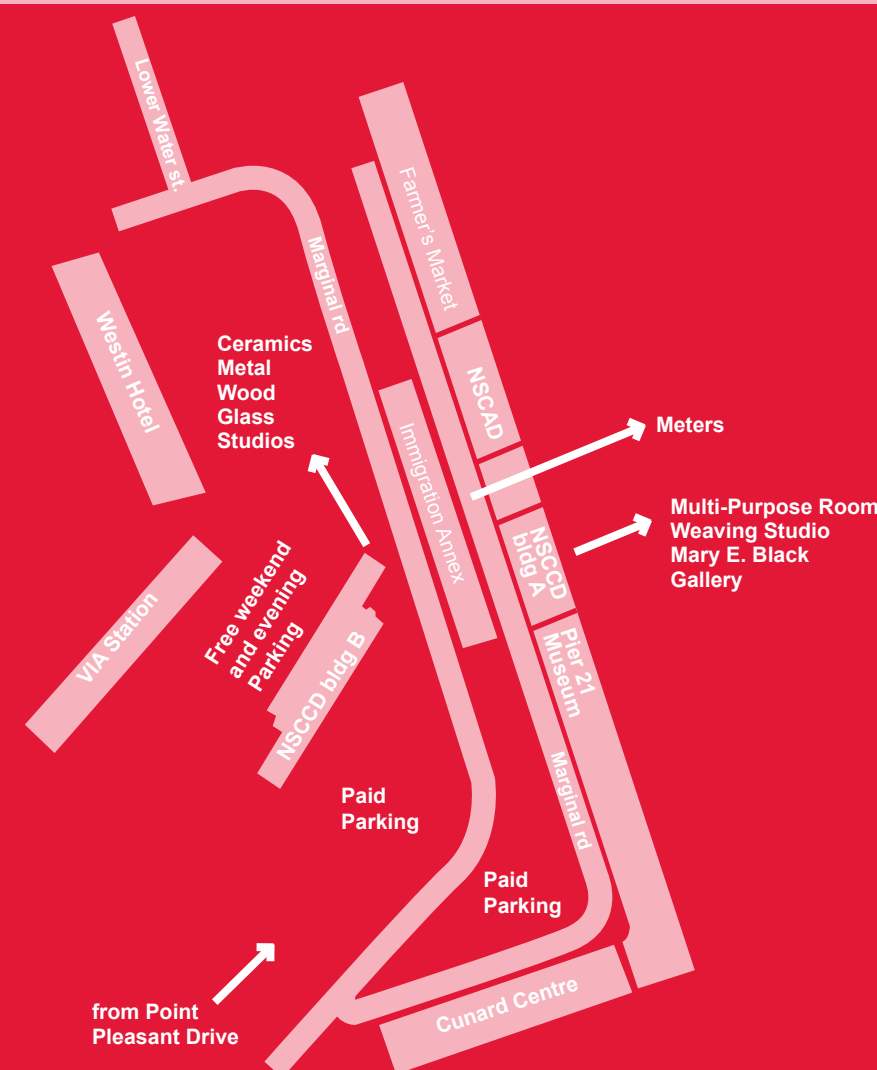 Lower Water st.
Marginal rd
Farmer's Market
Westin Hotel
Ceramics
Metal
Wood
Glass
Studios
NSCAD
Immigration Annex
Meters
NSCCD
bldg A
Multi-Purpose Room
Weaving Studio
Mary E. Black
Gallery
Free weekend
and evening
Parking
VIA Station
NSCCD bldg B
Pier 21
Museum
Marginal rd
Paid
Parking
Paid
Parking
Cunard Centre
from Point
Pleasant Drive